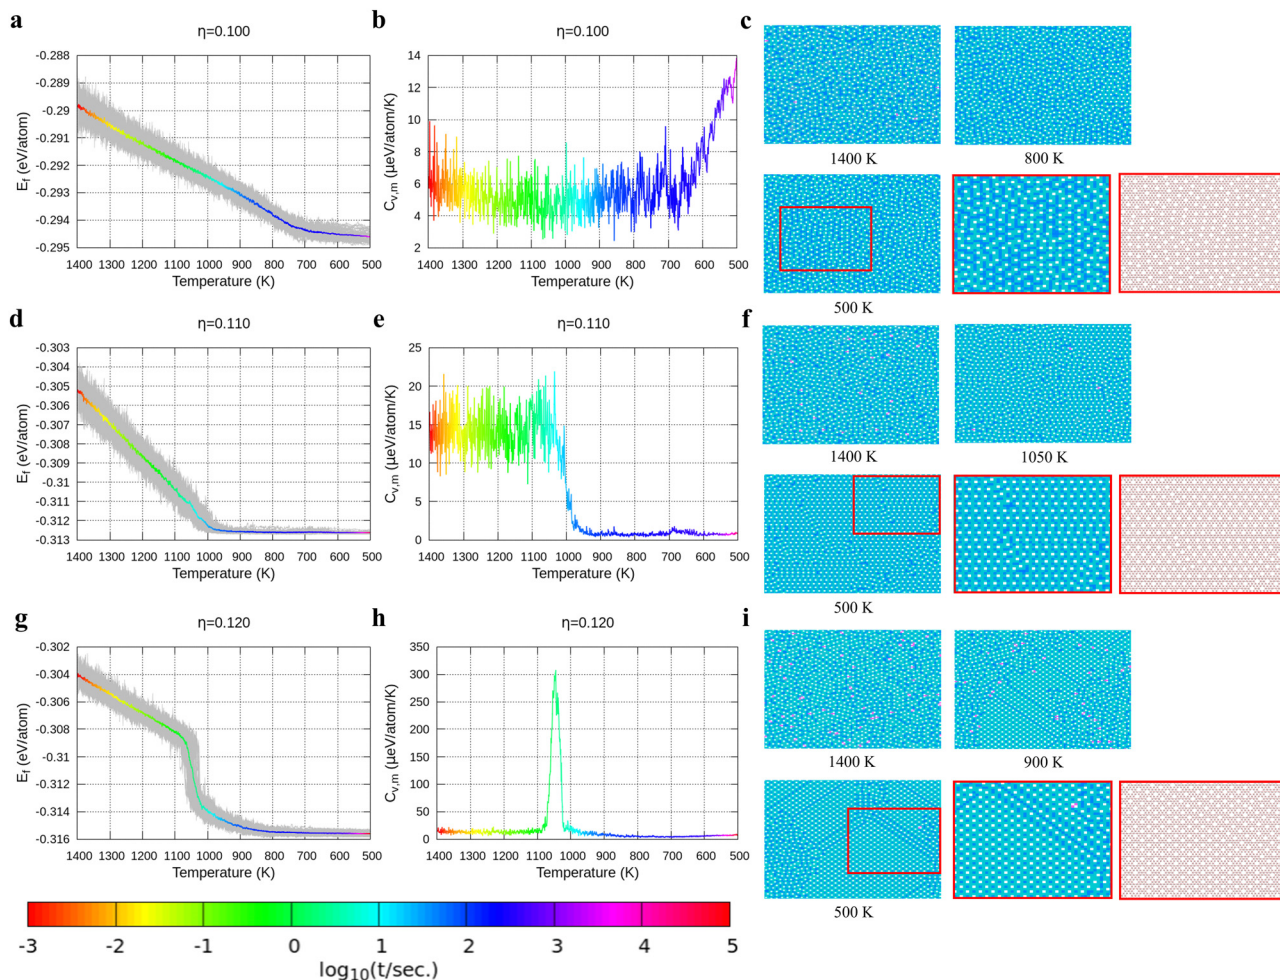 a
η=0.100
-0.288
-0.289
-0.29
-0.291
-0.292
-0.293
-0.294
-0.295
E_f (eV/atom)
1400 1300 1200 1100 1000 900 800 700 600 500
Temperature (K)
b
η=0.100
14
12
10
8
6
4
2
C_v,m (μeV/atom/K)
1400 1300 1200 1100 1000 900 800 700 600 500
Temperature (K)
c
1400 K
800 K
500 K
d
η=0.110
-0.303
-0.304
-0.305
-0.306
-0.307
-0.308
-0.309
-0.31
-0.311
-0.312
-0.313
E_f (eV/atom)
1400 1300 1200 1100 1000 900 800 700 600 500
Temperature (K)
e
η=0.110
25
20
15
10
5
0
C_v,m (μeV/atom/K)
1400 1300 1200 1100 1000 900 800 700 600 500
Temperature (K)
f
1400 K
1050 K
500 K
g
η=0.120
-0.302
-0.304
-0.306
-0.308
-0.31
-0.312
-0.314
-0.316
E_f (eV/atom)
1400 1300 1200 1100 1000 900 800 700 600 500
Temperature (K)
h
η=0.120
350
300
250
200
150
100
50
0
C_v,m (μeV/atom/K)
1400 1300 1200 1100 1000 900 800 700 600 500
Temperature (K)
i
1400 K
900 K
500 K
-3 -2 -1 0 1 2 3 4 5
log10(t/sec.)